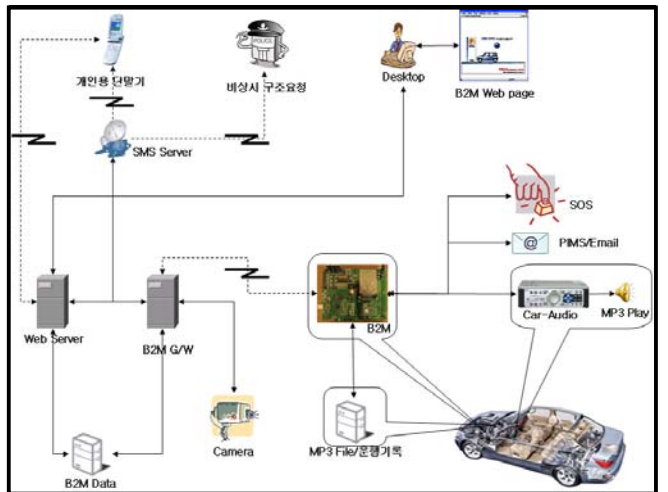 POLICE
개인용 단말기
비상시 구조요청
Desktop
B2M Web page
SMS Server
SOS
@ PIMS/Email
Web Server
B2M G/W
B2M
Car-Audio
MP3 Play
Camera
MP3 File/운행기록
B2M Data